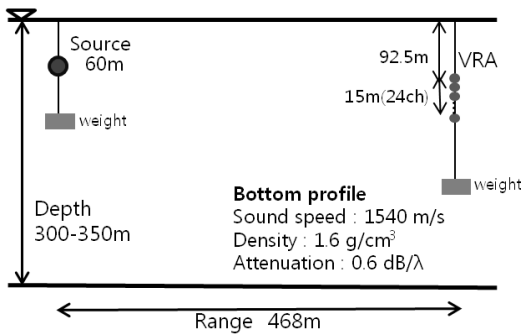 Source
60m
weight
92.5m
VRA
15m(24ch)
weight
Depth
300-350m
Bottom profile
Sound speed : 1540 m/s
Density : 1.6 g/cm³
Attenuation : 0.6 dB/λ
Range 468m